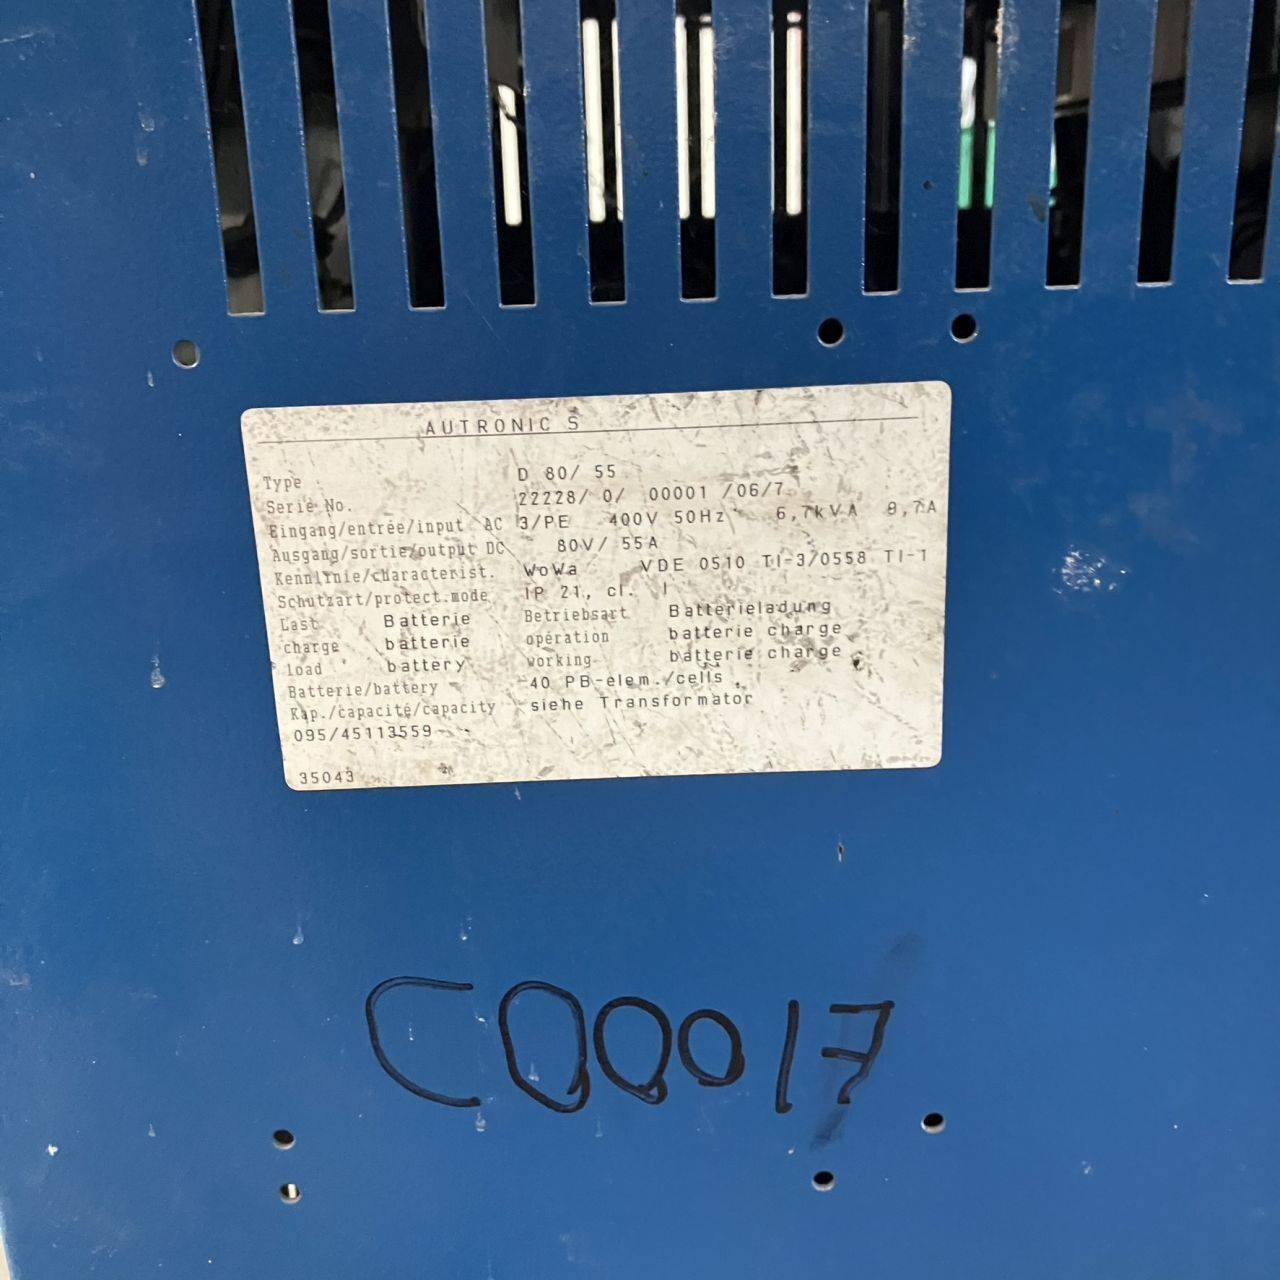 AUTRONIC S
Type D 80/ 55
Serie No. 22228/ 0/ 00001 /06/7
Eingang/entrée/input AC 3/PE 400V 50Hz 6,7kVA 9,7A
Ausgang/sortie/output DC 80V/ 55A
Kennlinie/characterist. WoWa VDE 0510 TI-3/0558 TI-1
Schutzart/protect.mode IP 21, cl. I
Last Batterie Betriebsart Batterieladung
charge batterie opération batterie charge
load battery working batterie charge
Batterie/battery 40 PB-elem./cells
Kap./capacité/capacity siehe Transformator
095/45113559
35043
C00017